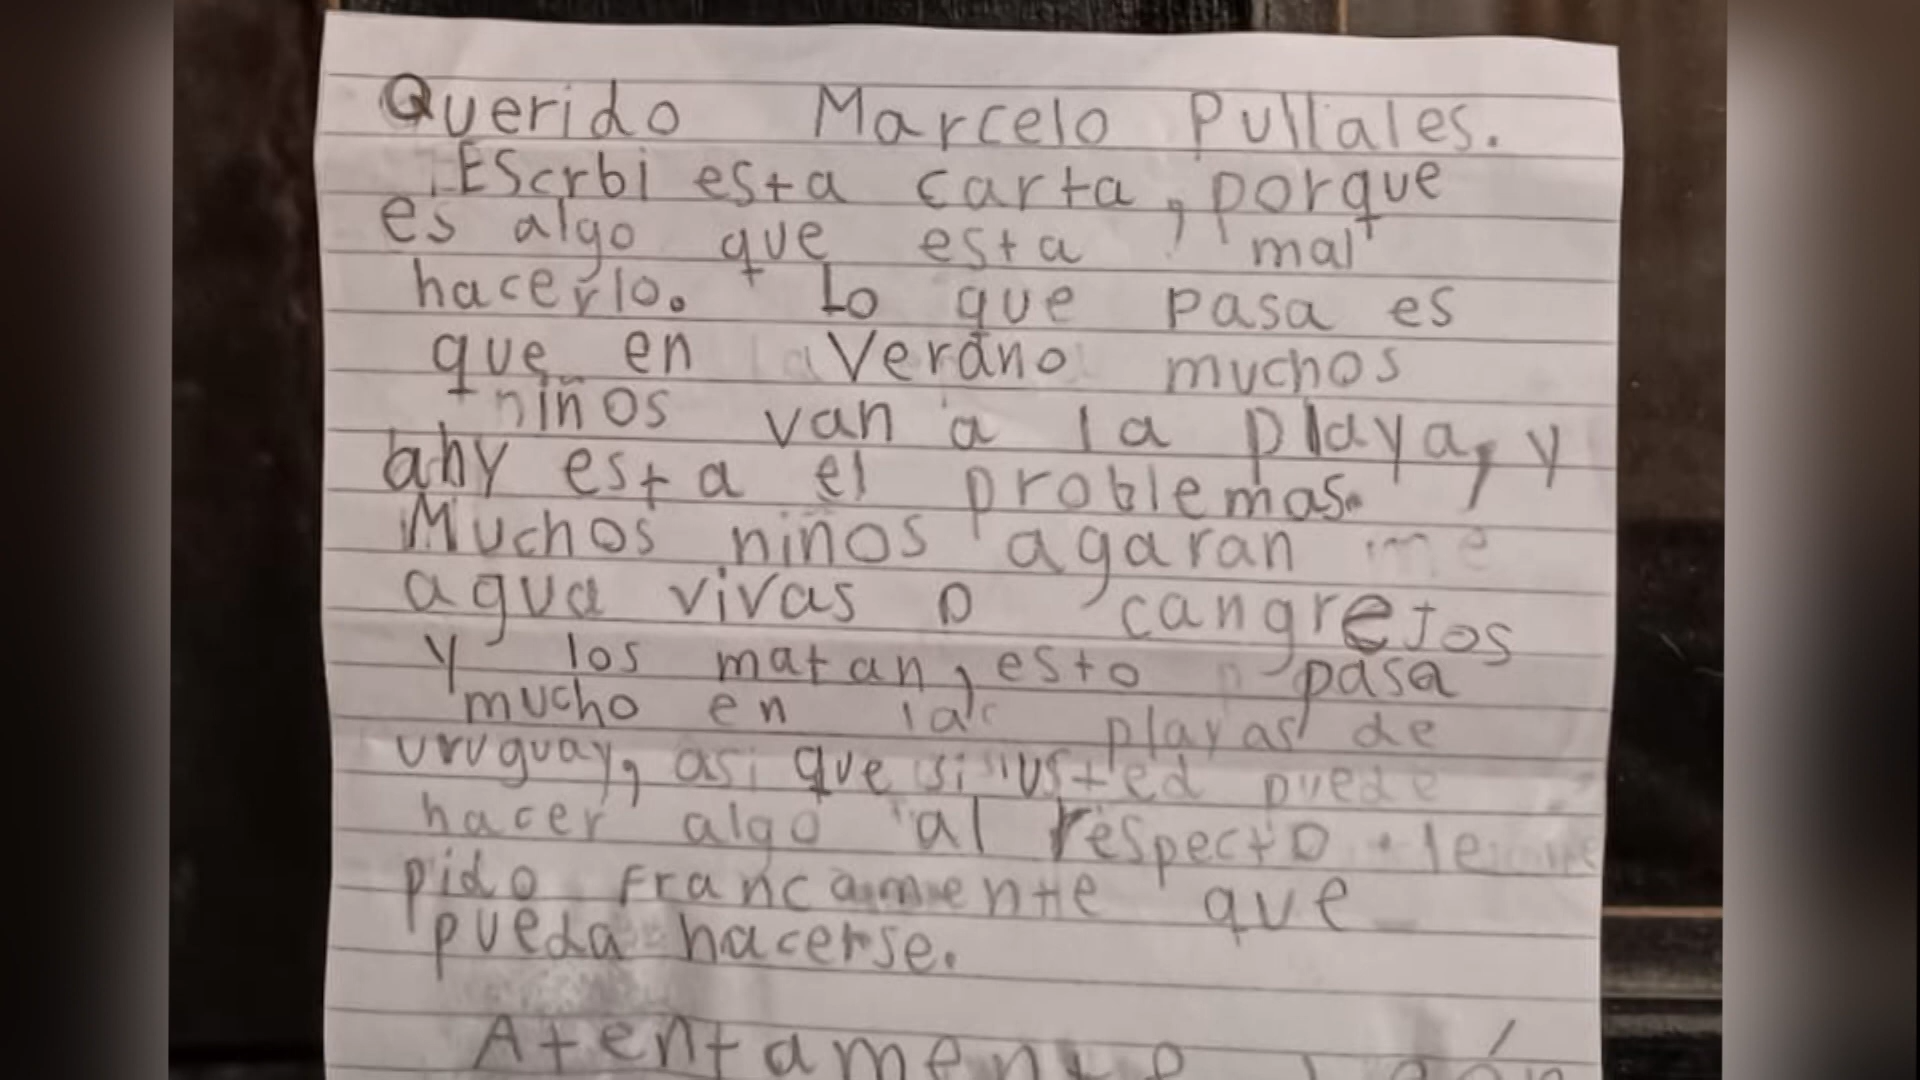 Querido Marcelo Pullales.
EScrbi esta carta, porque
es algo que esta mal
hacerlo. Lo que pasa es
que en Verano muchos
niños van a la playa, y
ahy esta el problemas.
Muchos niños agaran
agua vivas o cangrejos
y los matan, esto pasa
mucho en las playas de
uruguay, asi que si usted puede
hacer algo al respecto. le
pido Francamente que
pueda hacerse.
Atentamente León